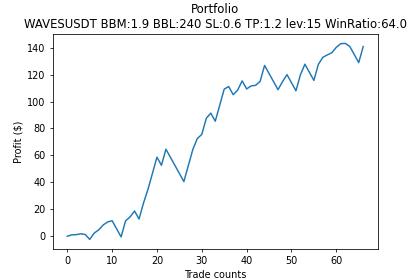 Portfolio
WAVESUSDT BBM:1.9 BBL:240 SL:0.6 TP:1.2 lev:15 WinRatio:64.0
140
120
100
80
60
40
20
0
Profit ($)
0 10 20 30 40 50 60
Trade counts